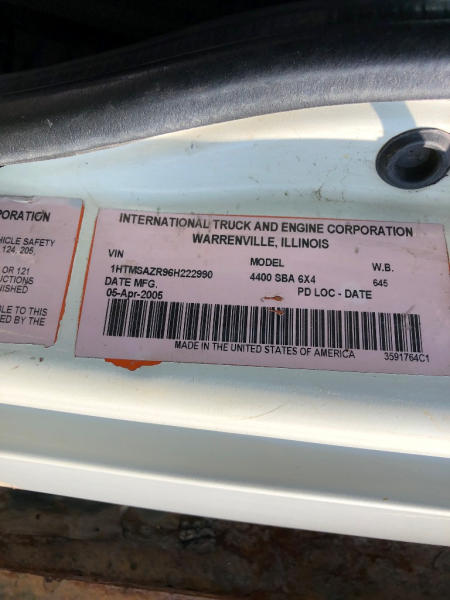 PORATION
HICLE SAFETY
124, 205,
OR 121
UCTIONS
NISHED
BLE TO THIS
ED BY THE
INTERNATIONAL TRUCK AND ENGINE CORPORATION
WARRENVILLE, ILLINOIS
VIN MODEL W.B.
1HTMSAZR96H222990 4400 SBA 6X4 645
DATE MFG. PD LOC - DATE
05-Apr-2005
MADE IN THE UNITED STATES OF AMERICA
3591764C1